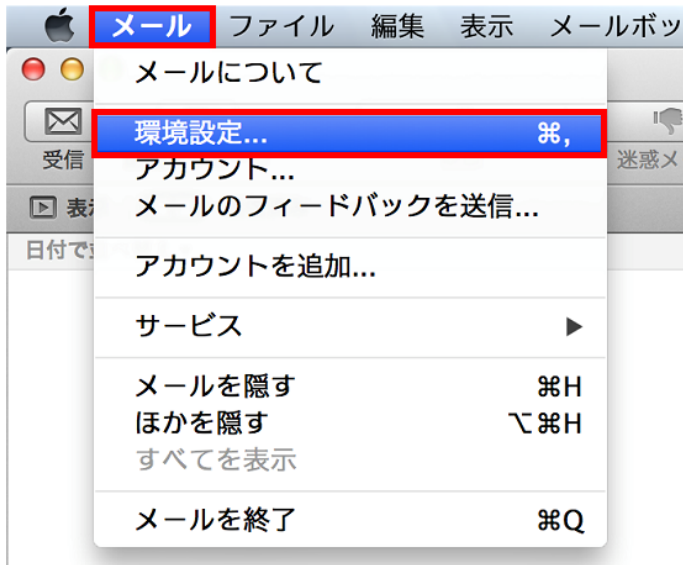 メール ファイル 編集 表示 メールボッ
メールについて
環境設定... ⌘,
受信
迷惑メ
アカウント...
表
メールのフィードバックを送信...
日付で
アカウントを追加...
サービス ▶
メールを隠す ⌘H
ほかを隠す ⌥⌘H
すべてを表示
メールを終了 ⌘Q